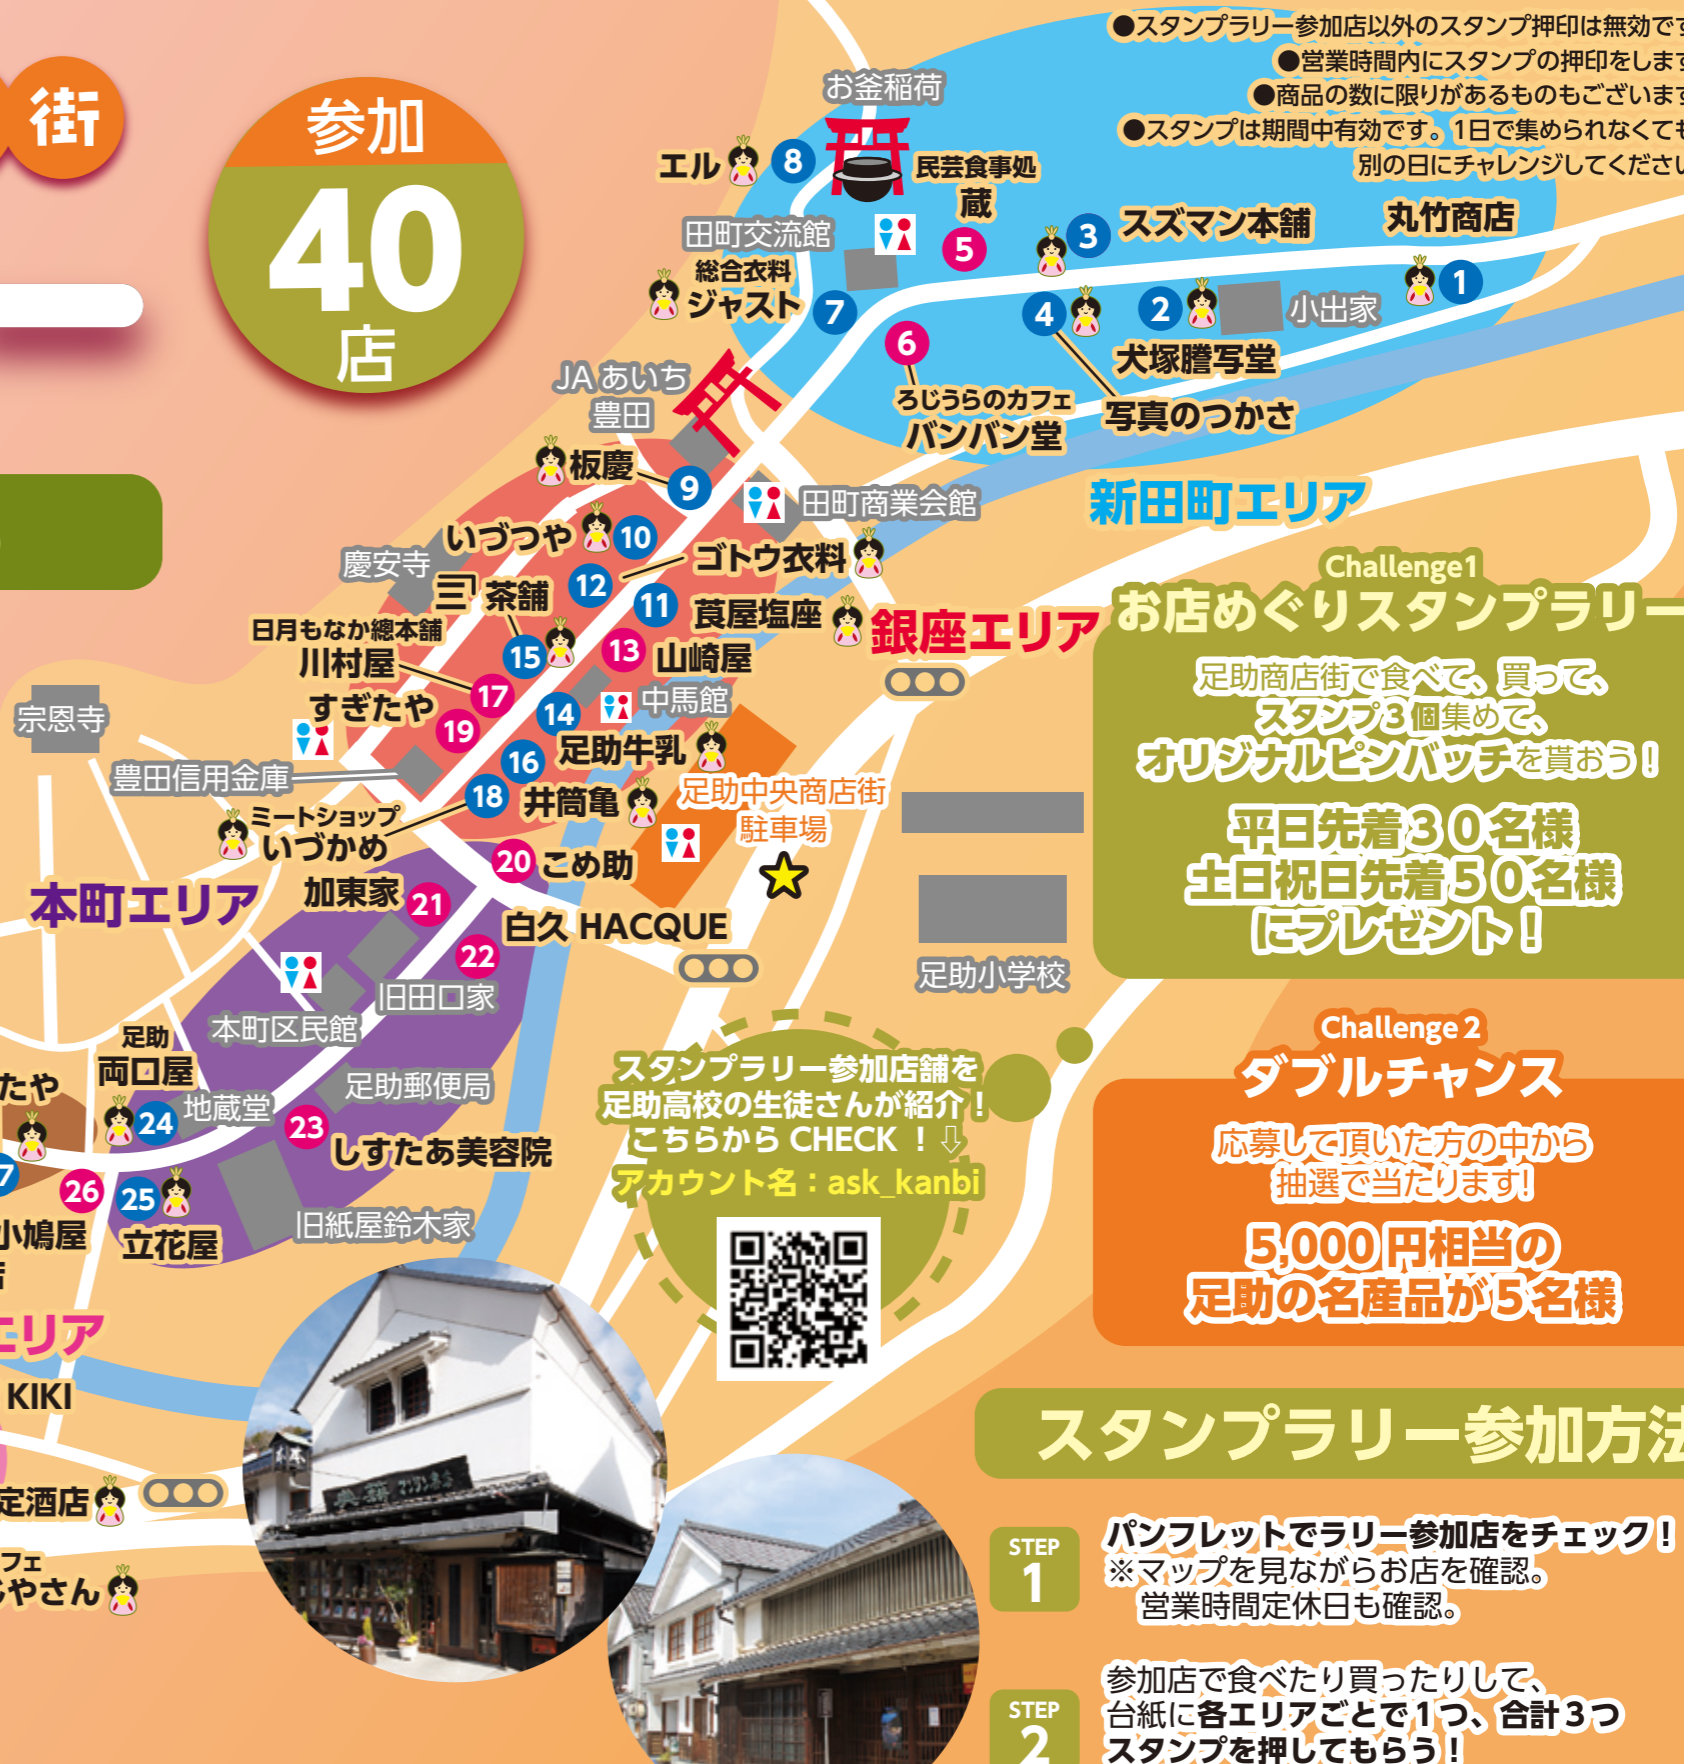 街
参加
40
店
●スタンプラリー参加店以外のスタンプ押印は無効です
●営業時間内にスタンプの押印をします
●商品の数に限りがあるものもございます
●スタンプは期間中有効です。1日で集められなくても
別の日にチャレンジしてください
お釜稲荷
エル
8
民芸食事処
蔵
5
田町交流館
総合衣料
ジャスト
7
3
スズマン本舗
丸竹商店
1
4
2
小出家
犬塚謄写堂
6
ろじうらのカフェ
バンバン堂
写真のつかさ
新田町エリア
JAあいち
豊田
板慶
9
田町商業会館
いづつや
10
慶安寺
茶舗
12
ゴトウ衣料
11
莨屋塩座
銀座エリア
日月もなか總本舗
川村屋
15
13
山崎屋
17
すぎたや
19
14
中馬館
宗恩寺
豊田信用金庫
16
足助牛乳
18
井筒亀
ミートショップ
いづかめ
足助中央商店街
駐車場
20
こめ助
本町エリア
加東家
21
白久 HACQUE
22
旧田口家
本町区民館
足助小学校
足助
両口屋
たや
24
地蔵堂
足助郵便局
23
しすたあ美容院
7
26
25
小鳩屋
立花屋
旧紙屋鈴木家
エリア
KIKI
定酒店
フェ
やさん
スタンプラリー参加店舗を
足助高校の生徒さんが紹介！
こちらから CHECK ！⇩
アカウント名：ask_kanbi
Challenge1
お店めぐりスタンプラリー
足助商店街で食べて、買って、
スタンプ3個集めて、
オリジナルピンバッチを貰おう！
平日先着３０名様
土日祝日先着５０名様
にプレゼント！
Challenge2
ダブルチャンス
応募して頂いた方の中から
抽選で当たります!
5,000円相当の
足助の名産品が５名様
スタンプラリー参加方法
STEP
1
パンフレットでラリー参加店をチェック！
※マップを見ながらお店を確認。
営業時間定休日も確認。
STEP
2
参加店で食べたり買ったりして、
台紙に各エリアごとで1つ、合計3つ
スタンプを押してもらう！